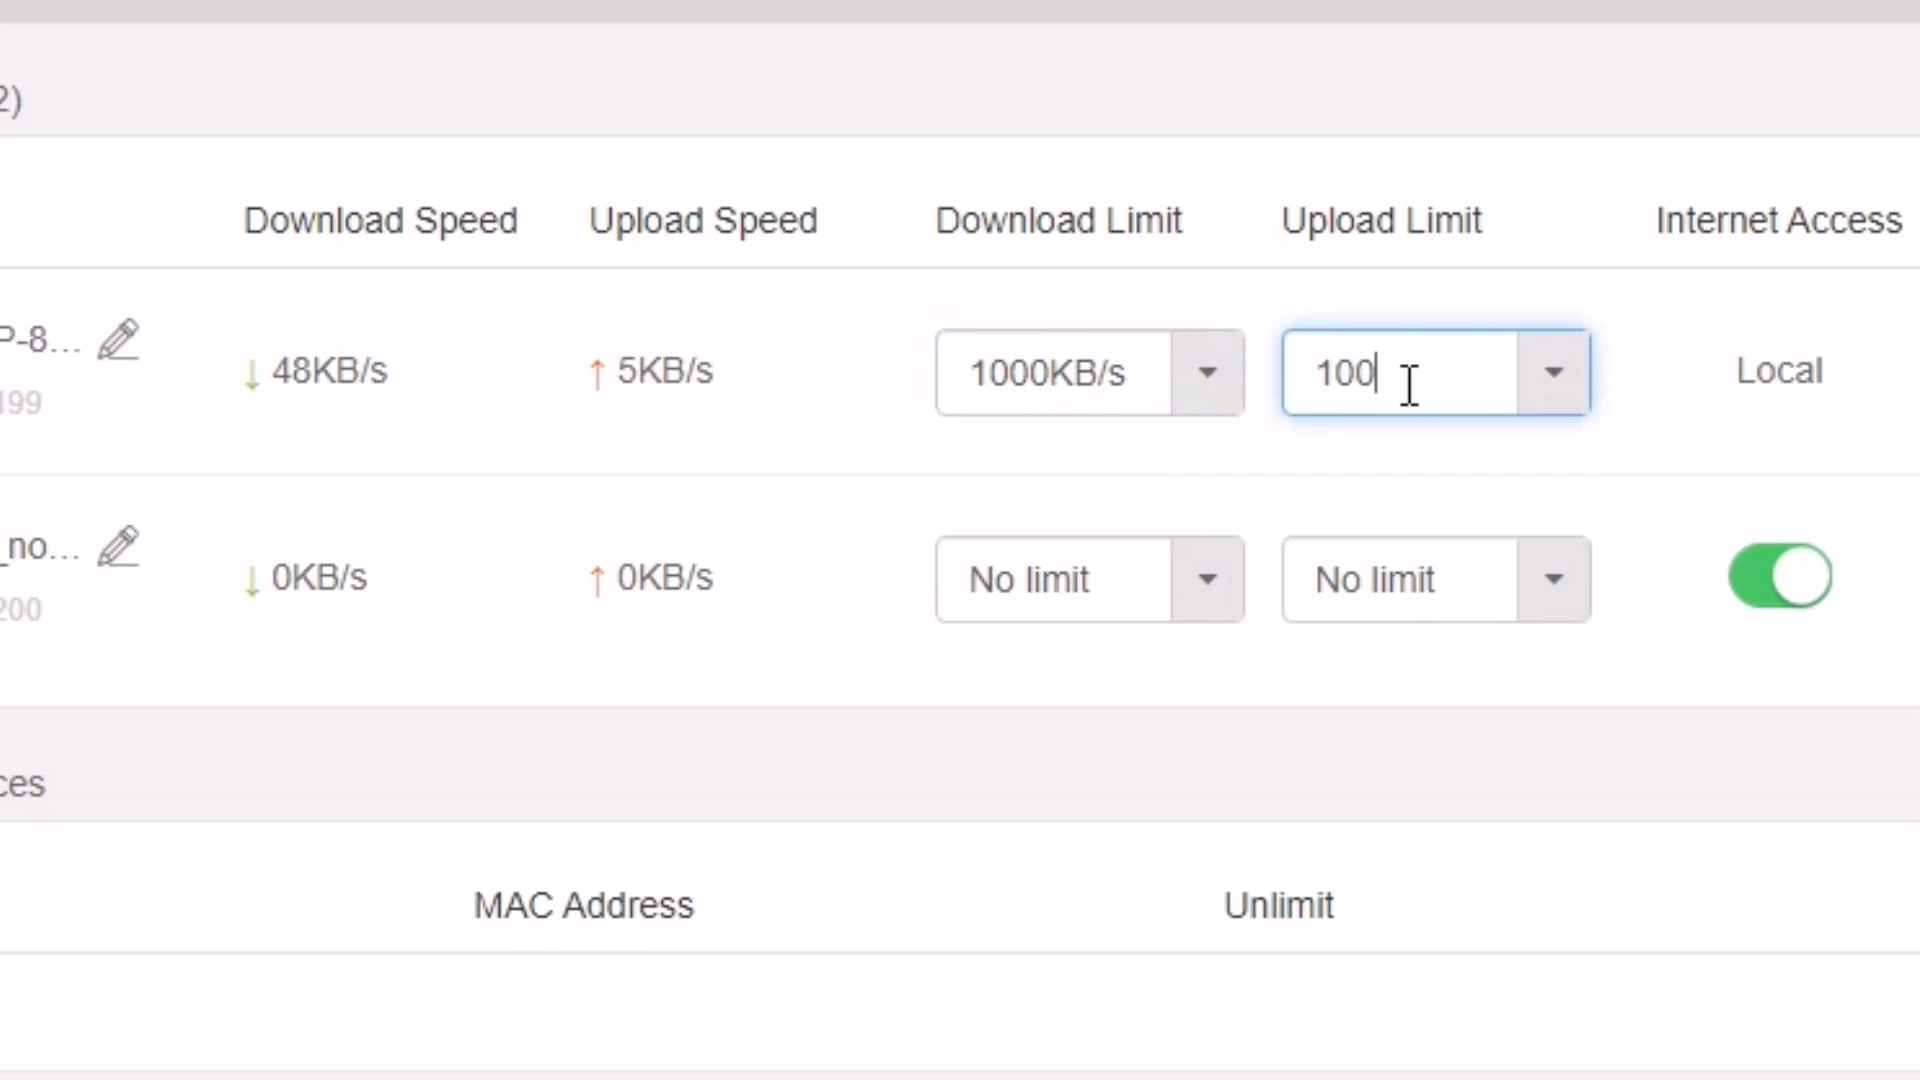 2)
Download Speed Upload Speed Download Limit Upload Limit Internet Access
P-8...
48KB/s 5KB/s 1000KB/s 100 Local
199
_no...
0KB/s 0KB/s No limit No limit
200
ces
MAC Address Unlimit